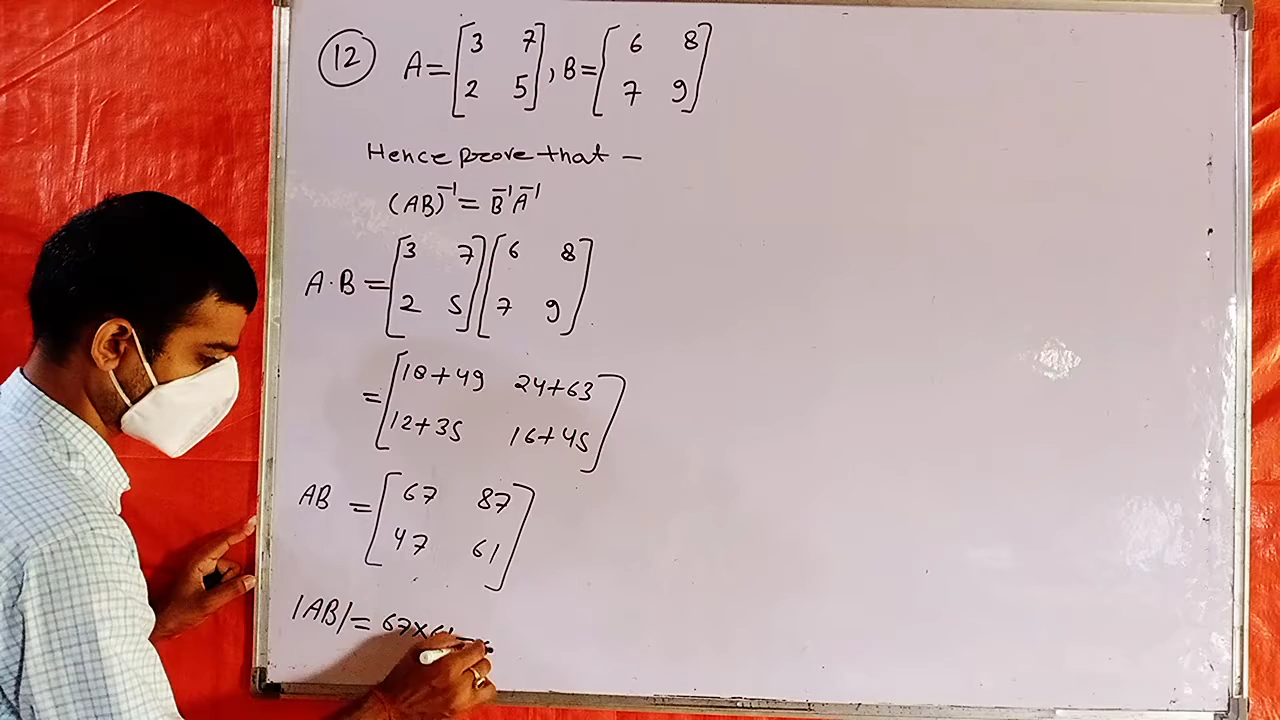 12 A = [3 7 2 5], B = [6 8 7 9]
Hence prove that -
(AB)⁻¹ = B⁻¹A⁻¹
A·B = [3 7 2 5] [6 8 7 9]
= [18+49 24+63 12+35 16+45]
AB = [67 87 47 61]
|AB| = 67×61 -